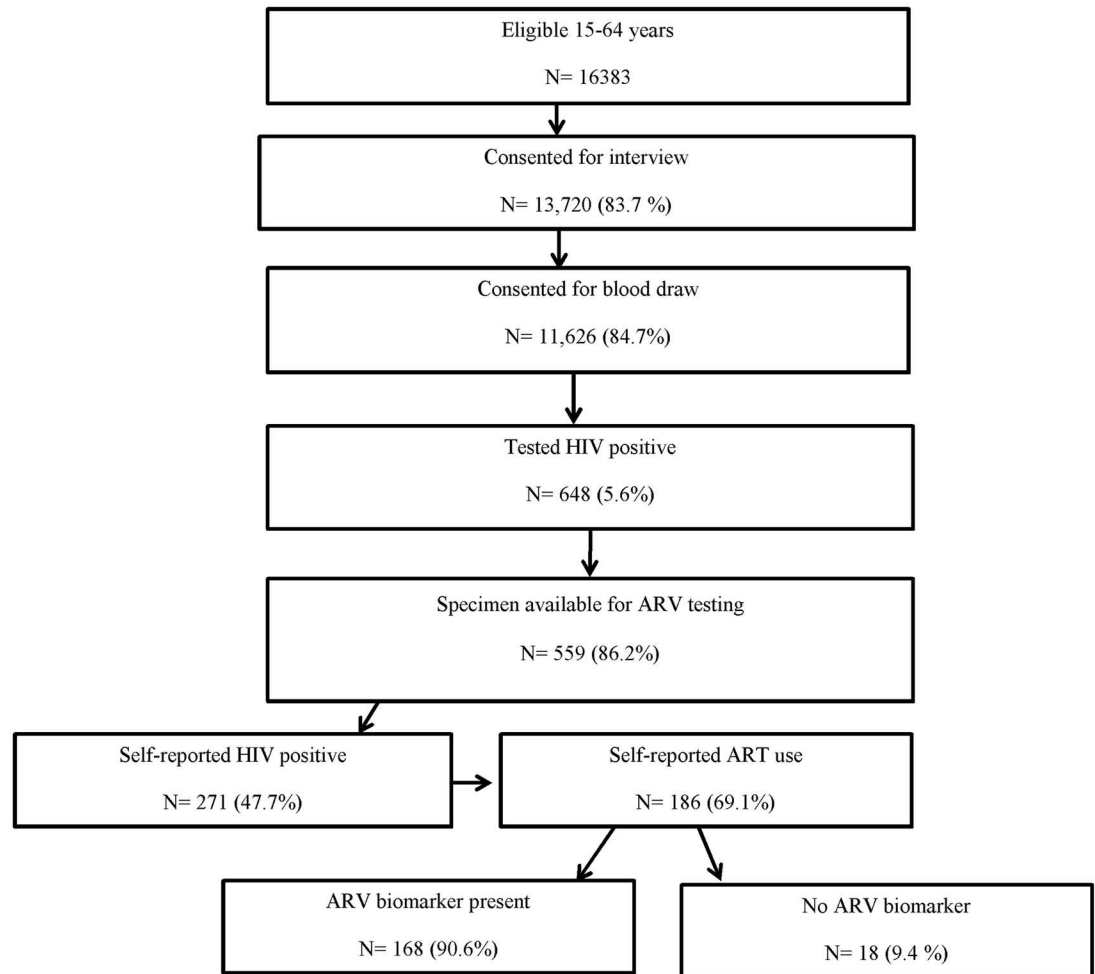 Eligible 15-64 years
N= 16383
Consented for interview
N= 13,720 (83.7 %)
Consented for blood draw
N= 11,626 (84.7%)
Tested HIV positive
N= 648 (5.6%)
Specimen available for ARV testing
N= 559 (86.2%)
Self-reported HIV positive
N= 271 (47.7%)
Self-reported ART use
N= 186 (69.1%)
ARV biomarker present
N= 168 (90.6%)
No ARV biomarker
N= 18 (9.4 %)